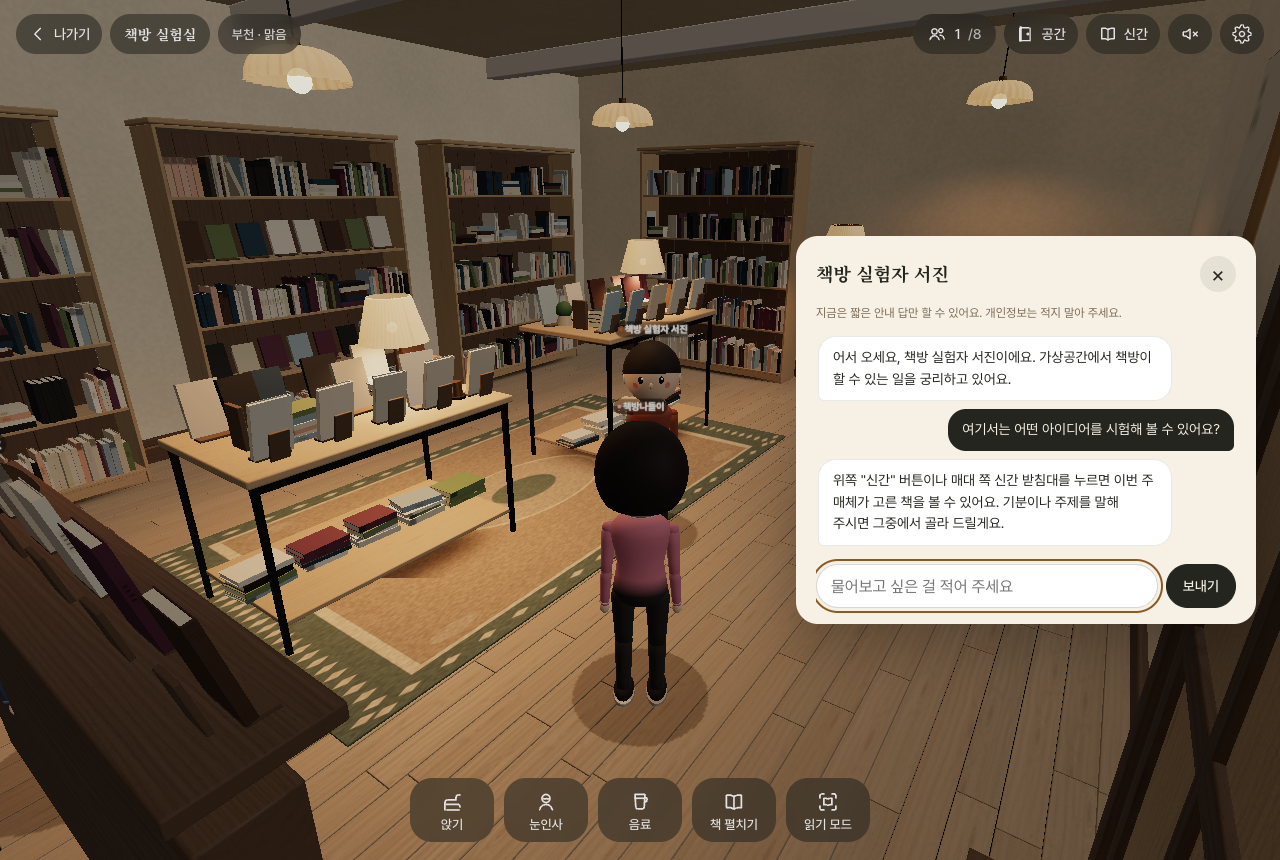 나가기
책방 실험실
부천 · 맑음
1 /8
공간
신간
책방 실험자 서진
지금은 짧은 안내 답만 할 수 있어요. 개인정보는 적지 말아 주세요.
어서 오세요, 책방 실험자 서진이에요. 가상공간에서 책방이
할 수 있는 일을 궁리하고 있어요.
여기서는 어떤 아이디어를 시험해 볼 수 있어요?
위쪽 "신간" 버튼이나 매대 쪽 신간 받침대를 누르면 이번 주
매체가 고른 책을 볼 수 있어요. 기분이나 주제를 말해
주시면 그중에서 골라 드릴게요.
물어보고 싶은 걸 적어 주세요
보내기
책방 실험자 서진
책방나들이
앉기
눈인사
음료
책 펼치기
읽기 모드